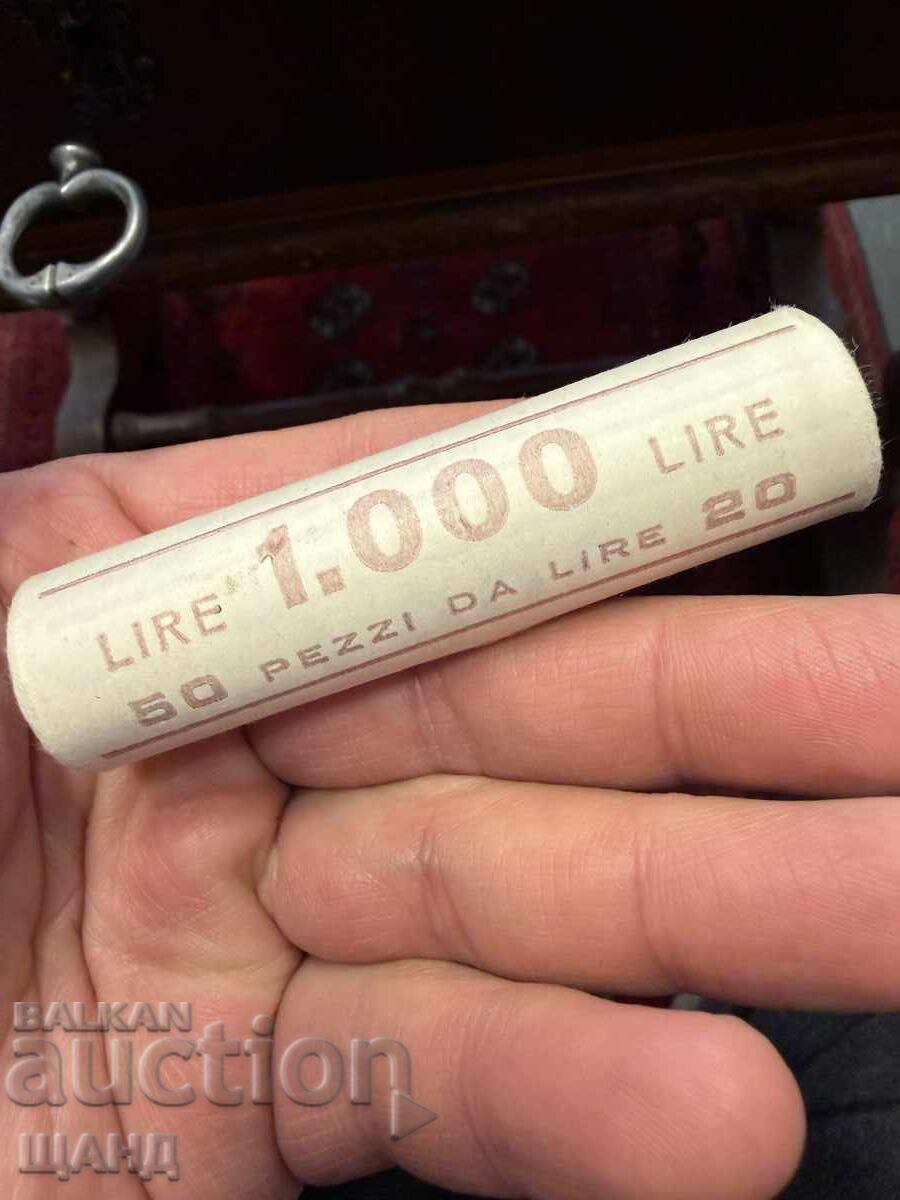 LIRE 1.000 LIRE
50 PEZZI DA LIRE 20
BALKAN
auction
ЩАНД